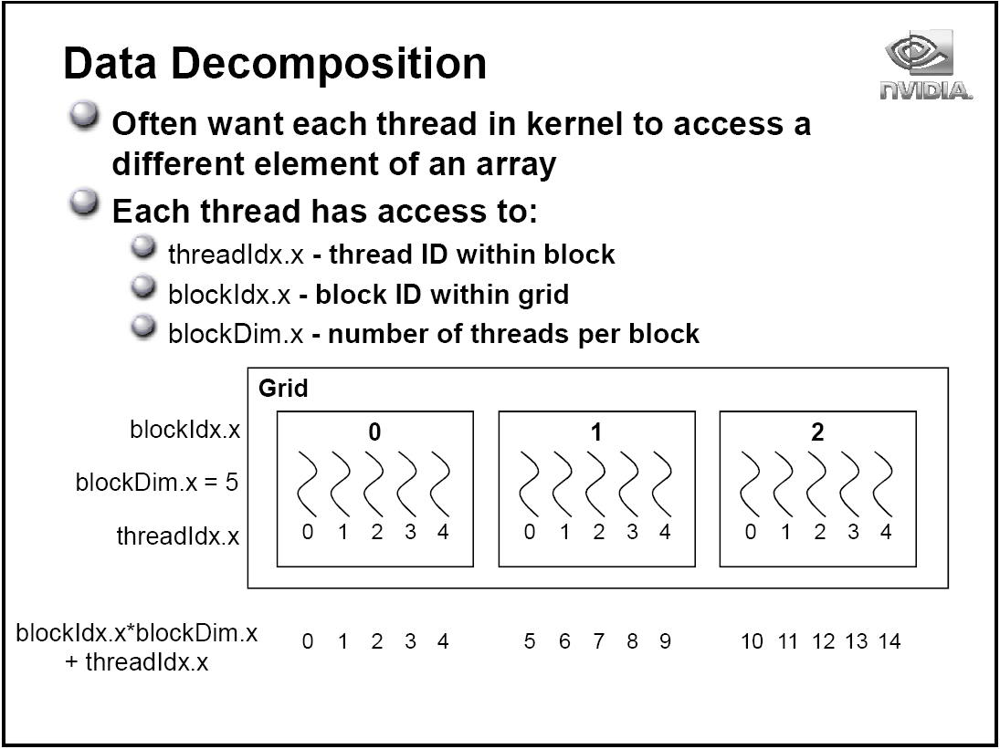 Data Decomposition
NVIDIA.
Often want each thread in kernel to access a
different element of an array
Each thread has access to:
threadIdx.x - thread ID within block
blockIdx.x - block ID within grid
blockDim.x - number of threads per block
Grid
blockIdx.x 0 1 2
blockDim.x = 5
threadIdx.x 0 1 2 3 4 0 1 2 3 4 0 1 2 3 4
blockIdx.x*blockDim.x
+ threadIdx.x
0 1 2 3 4 5 6 7 8 9 10 11 12 13 14